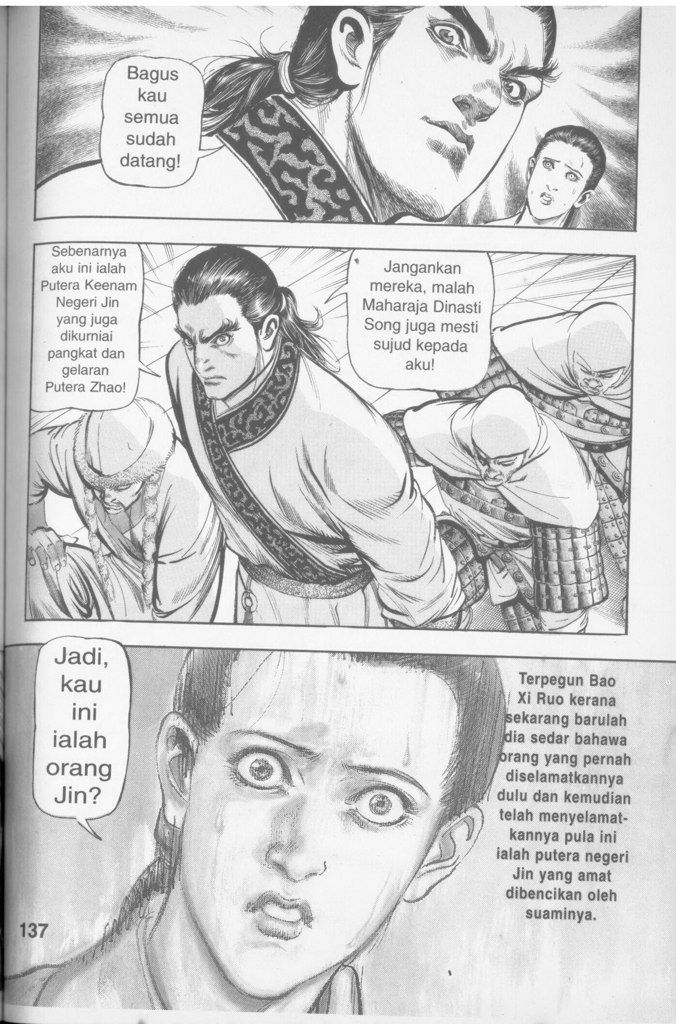 Bagus
kau
semua
sudah
datang!
Sebenarnya
aku ini ialah
Putera Keenam
Negeri Jin
yang juga
dikurniai
pangkat dan
gelaran
Putera Zhao!
Jangankan
mereka, malah
Maharaja Dinasti
Song juga mesti
sujud kepada
aku!
Jadi,
kau
ini
ialah
orang
Jin?
Terpegun Bao
Xi Ruo kerana
sekarang barulah
dia sedar bahawa
orang yang pernah
diselamatkannya
dulu dan kemudian
telah menyelamat-
kannya pula ini
ialah putera negeri
Jin yang amat
dibencikan oleh
suaminya.
137